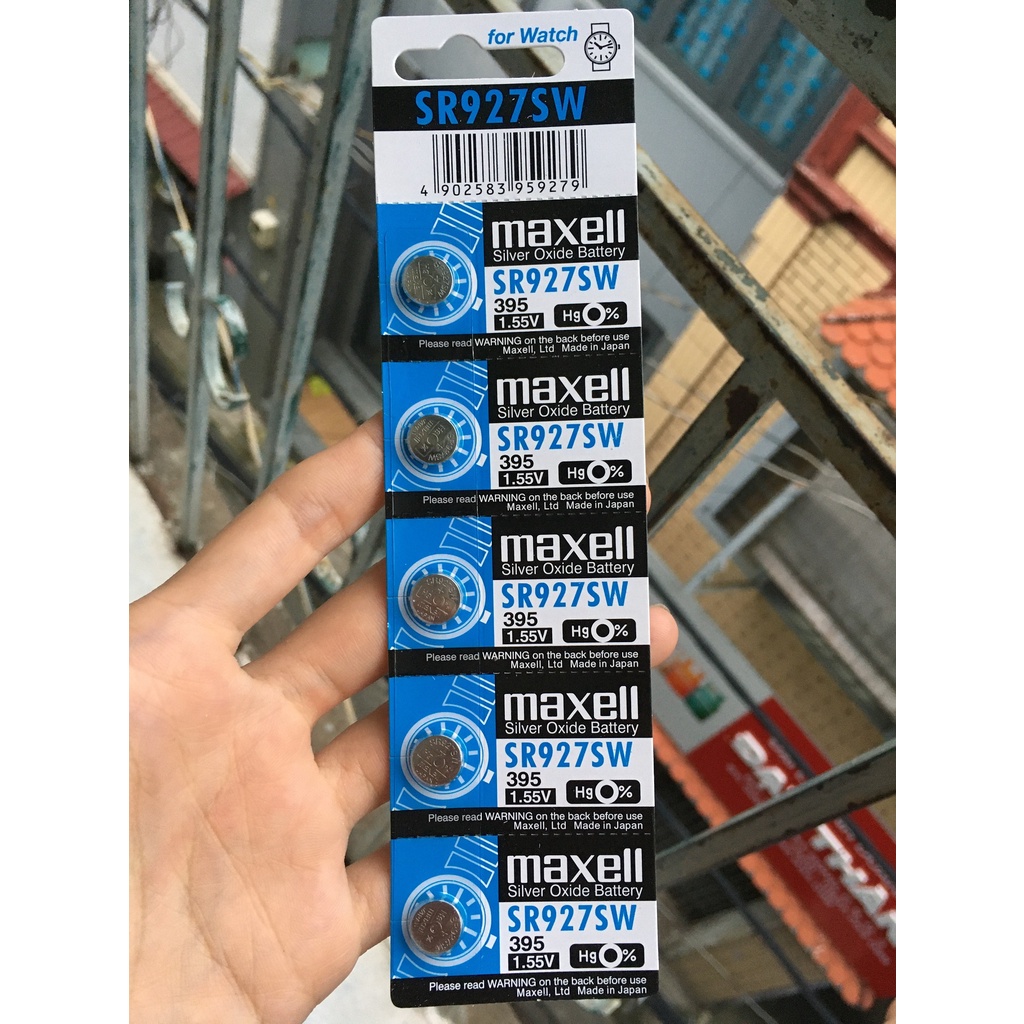 for Watch
SR927SW
4 902583 959279
maxell
Silver Oxide Battery
SR927SW
395
1.55V Hg 0%
Please read WARNING on the back before use
Maxell, Ltd Made in Japan
maxell
Silver Oxide Battery
SR927SW
395
1.55V Hg 0%
Please read WARNING on the back before use
Maxell, Ltd Made in Japan
maxell
Silver Oxide Battery
SR927SW
395
1.55V Hg 0%
Please read WARNING on the back before use
Maxell, Ltd Made in Japan
maxell
Silver Oxide Battery
SR927SW
395
1.55V Hg 0%
Please read WARNING on the back before use
Maxell, Ltd Made in Japan
maxell
Silver Oxide Battery
SR927SW
395
1.55V Hg 0%
Please read WARNING on the back before use
Maxell, Ltd Made in Japan